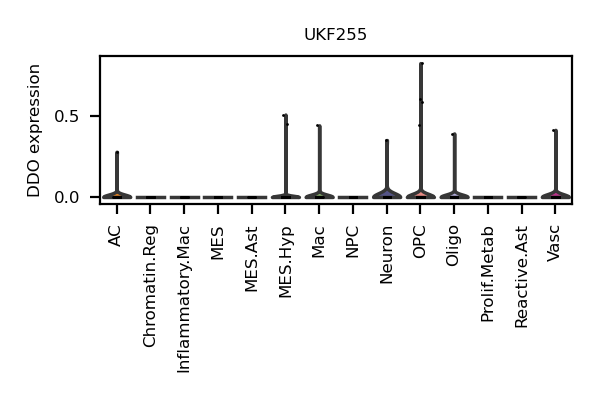 UKF255
DDO expression
0.5
0.0
AC
Chromatin.Reg
Inflammatory.Mac
MES
MES.Ast
MES.Hyp
Mac
NPC
Neuron
OPC
Oligo
Prolif.Metab
Reactive.Ast
Vasc